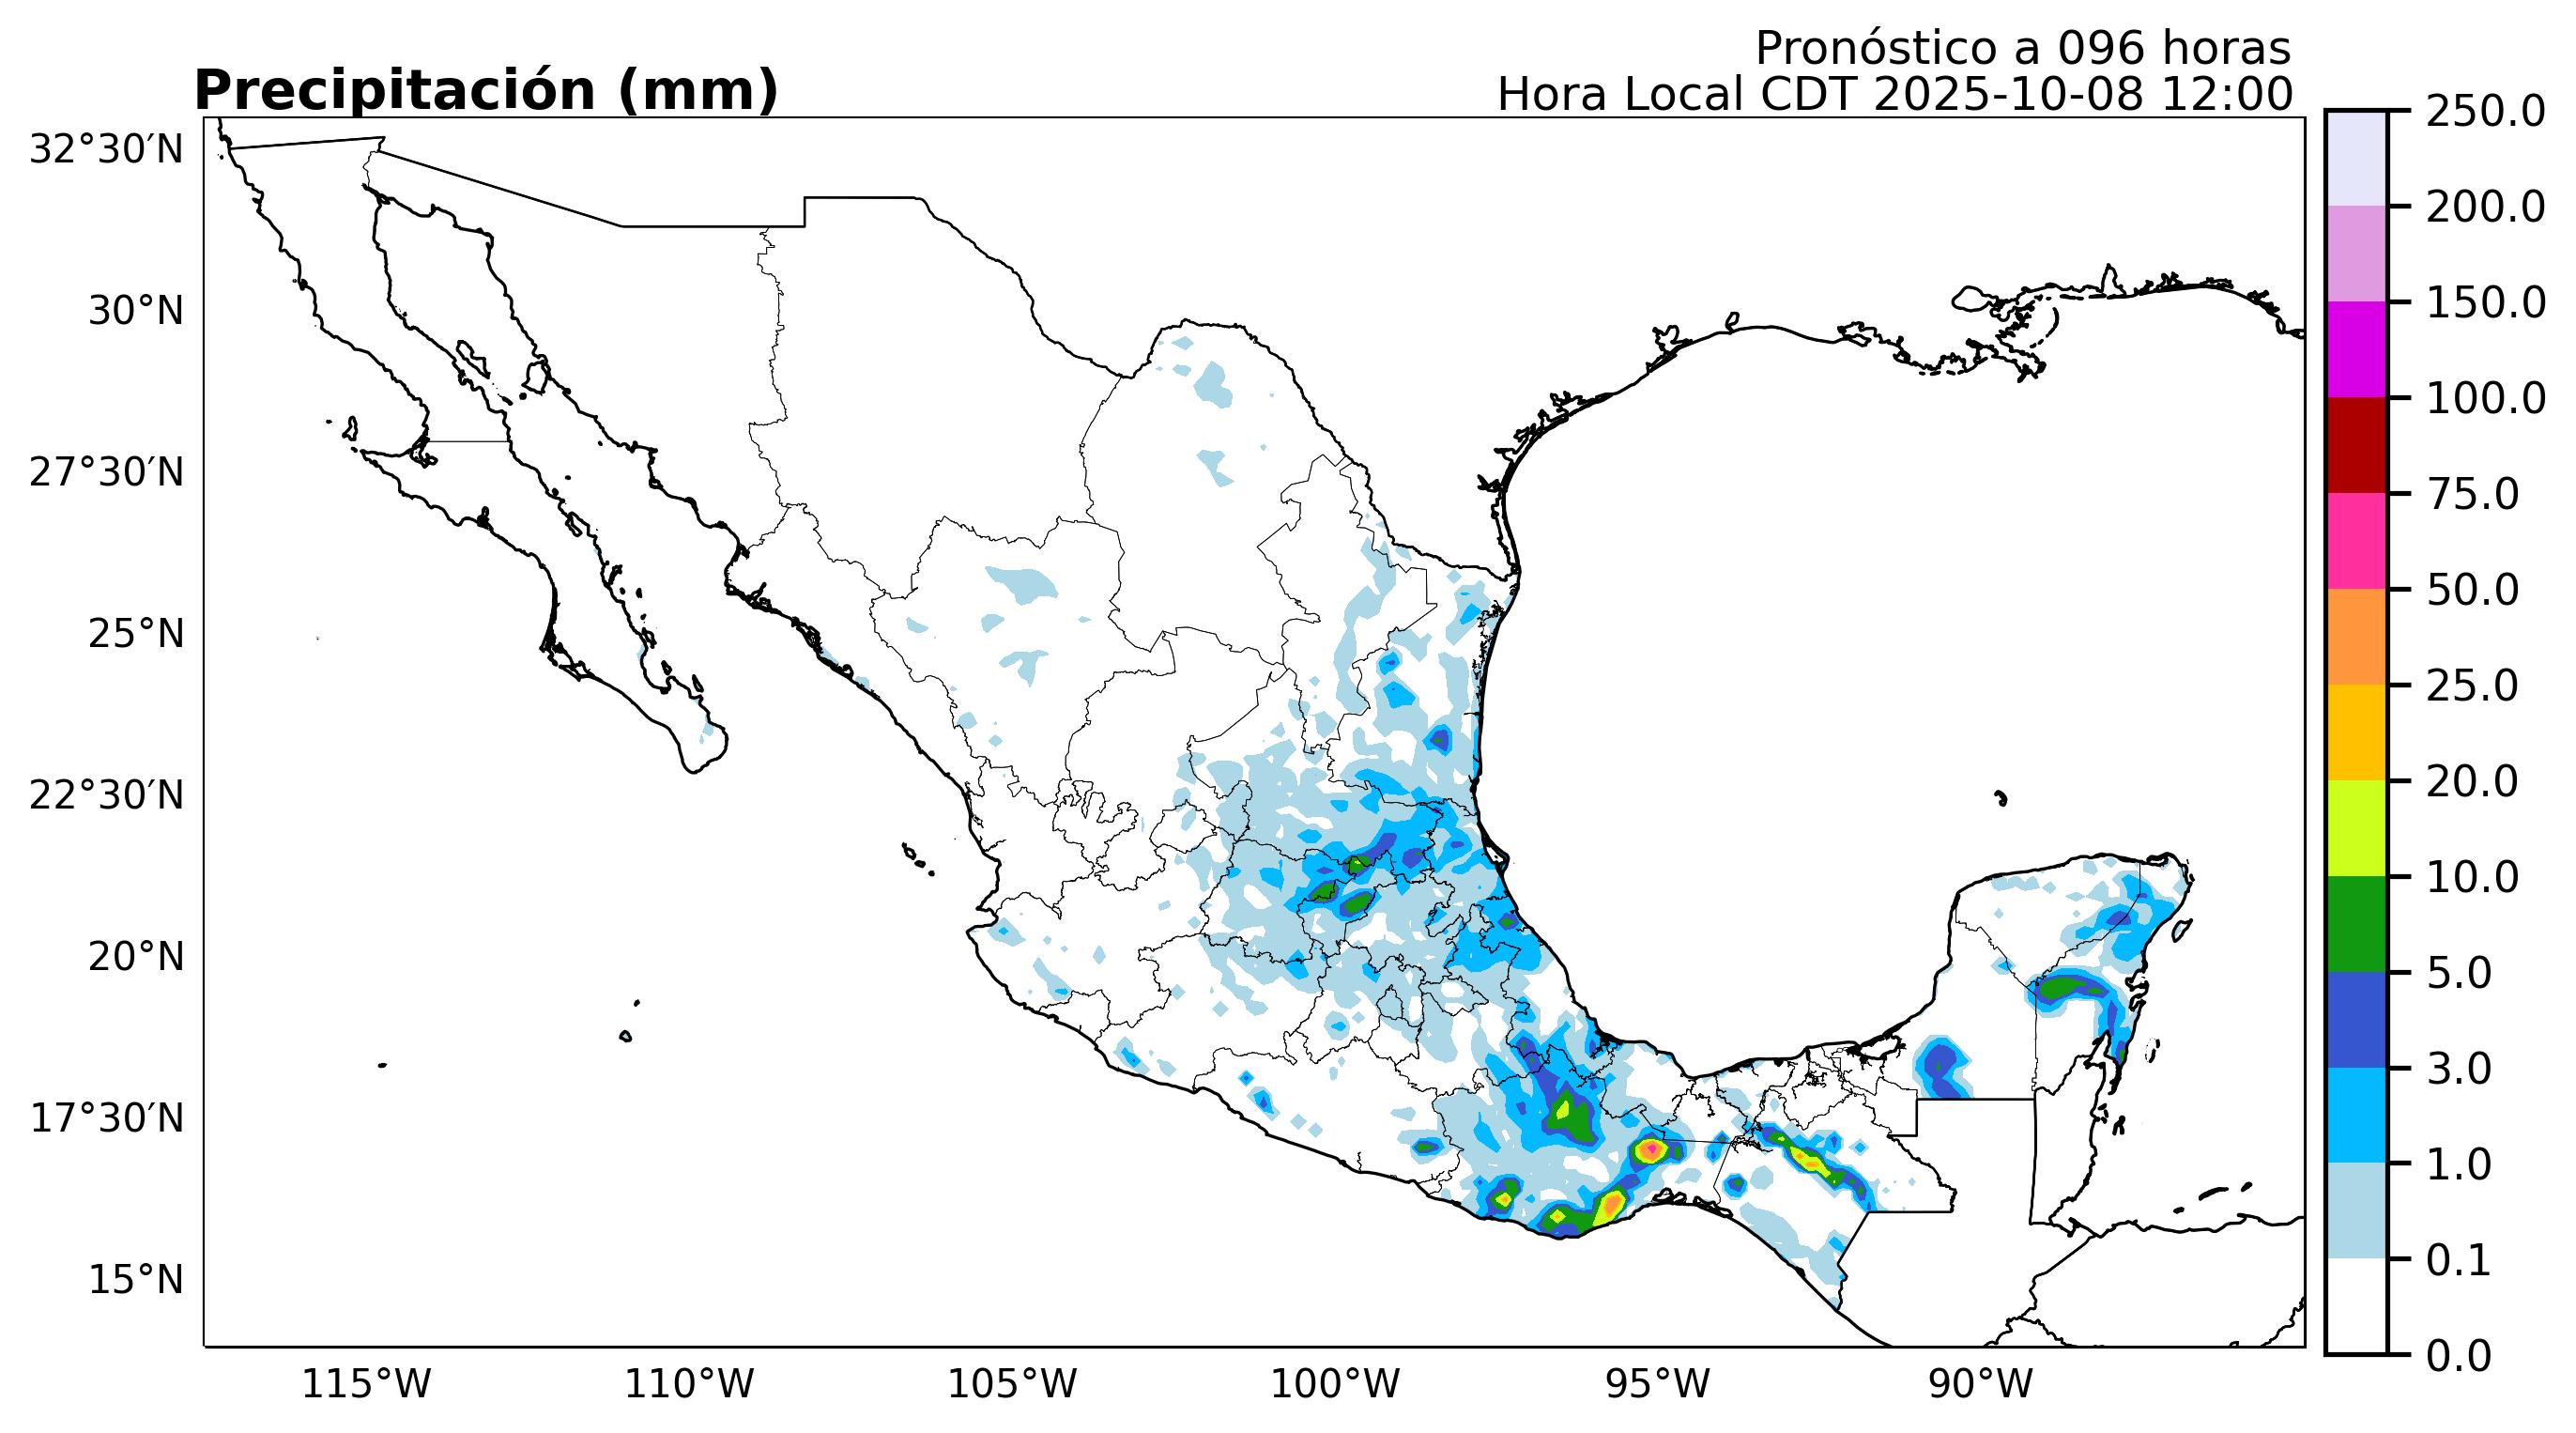 Pronóstico a 096 horas
Precipitación (mm)
Hora Local CDT 2025-10-08 12:00
32°30′N
30°N
27°30′N
25°N
22°30′N
20°N
17°30′N
15°N
115°W
110°W
105°W
100°W
95°W
90°W
250.0
200.0
150.0
100.0
75.0
50.0
25.0
20.0
10.0
5.0
3.0
1.0
0.1
0.0